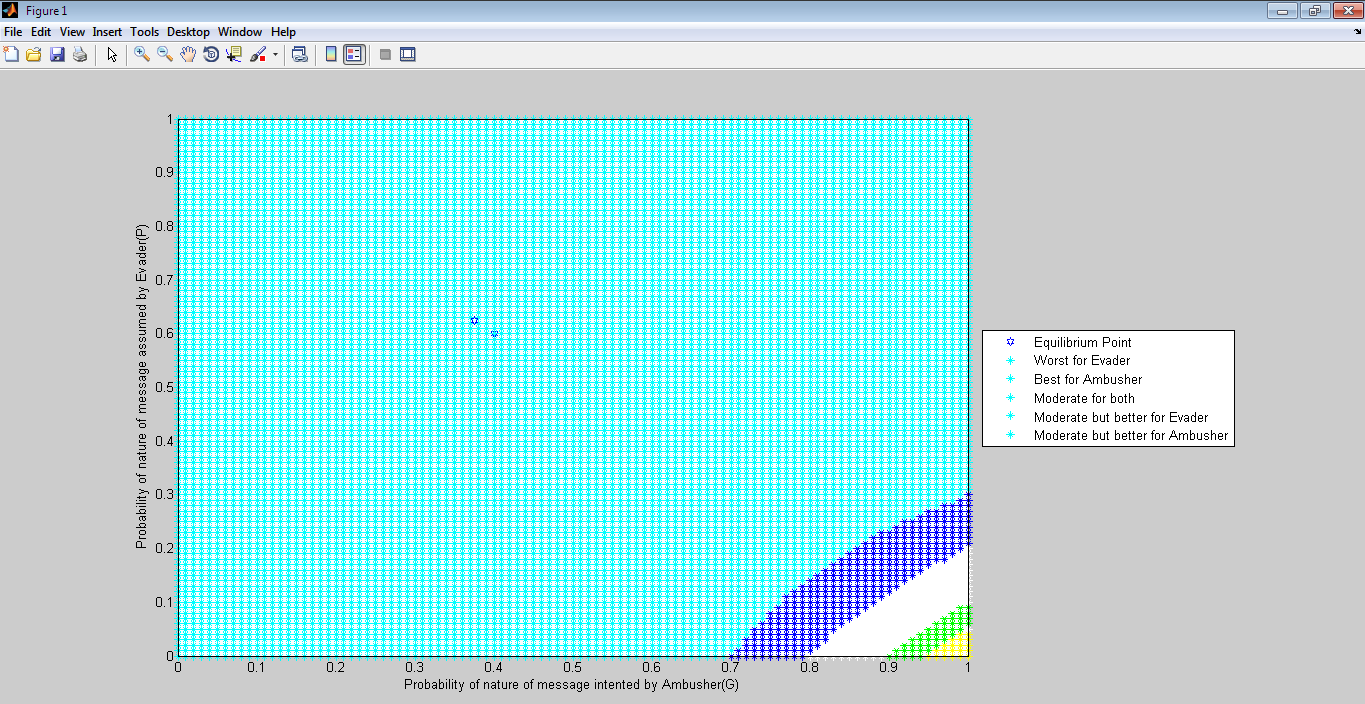 Figure 1
File Edit View Insert Tools Desktop Window Help
1
0.9
0.8
0.7
0.6
0.5
0.4
0.3
0.2
0.1
0
Probability of nature of message assumed by Evader(P)
0 0.1 0.2 0.3 0.4 0.5 0.6 0.7 0.8 0.9 1
Probability of nature of message intented by Ambusher(G)
Equilibrium Point
Worst for Evader
Best for Ambusher
Moderate for both
Moderate but better for Evader
Moderate but better for Ambusher